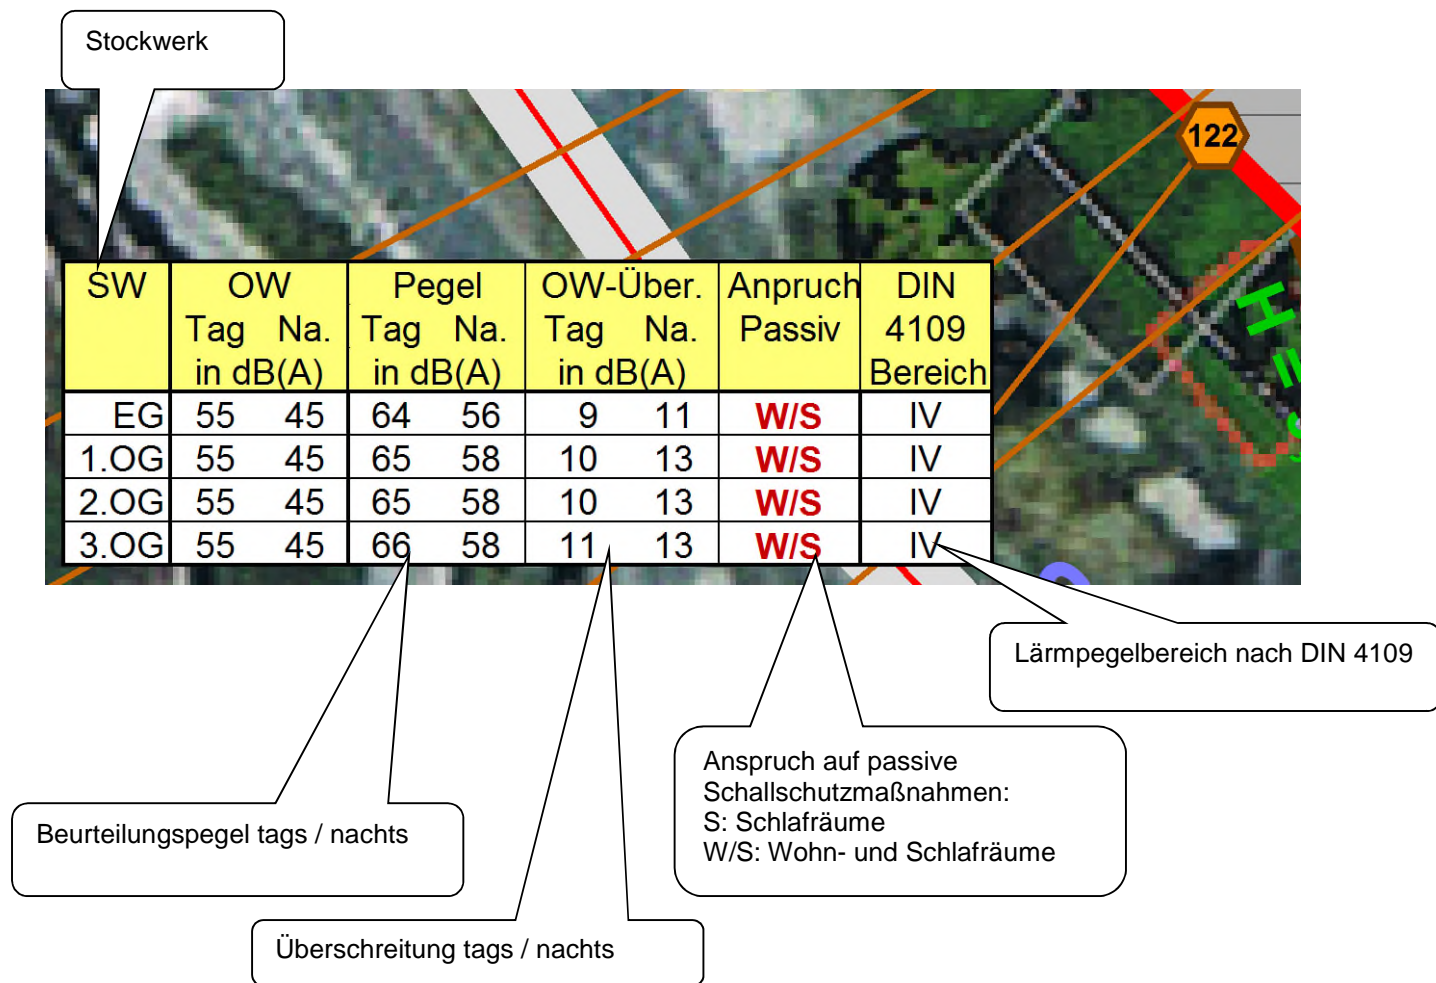 Stockwerk
122
SW OW Pegel OW-Über. Anpruch DIN
Tag Na. Tag Na. Tag Na. Passiv 4109
in dB(A) in dB(A) in dB(A) Bereich
EG 55 45 64 56 9 11 W/S IV
1.OG 55 45 65 58 10 13 W/S IV
2.OG 55 45 65 58 10 13 W/S IV
3.OG 55 45 66 58 11 13 W/S IV
Lärmpegelbereich nach DIN 4109
Anspruch auf passive
Schallschutzmaßnahmen:
S: Schlafräume
W/S: Wohn- und Schlafräume
Beurteilungspegel tags / nachts
Überschreitung tags / nachts